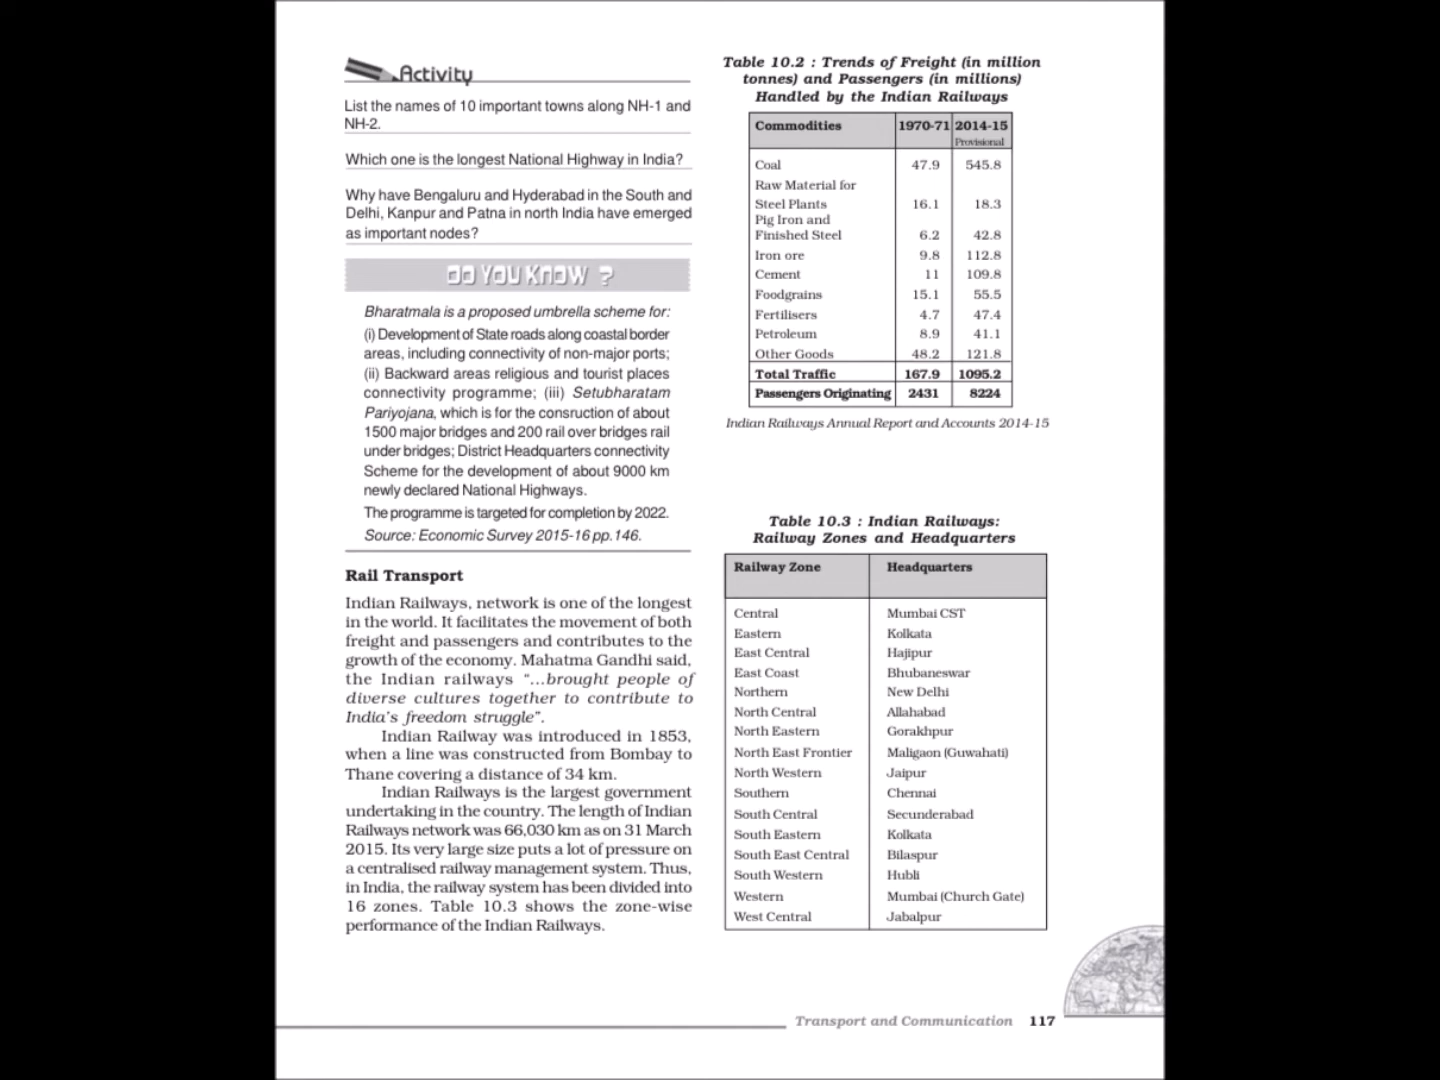 Activity
List the names of 10 important towns along NH-1 and
NH-2.
Which one is the longest National Highway in India?
Why have Bengaluru and Hyderabad in the South and
Delhi, Kanpur and Patna in north India have emerged
as important nodes?
DO YOU KNOW ?
Bharatmala is a proposed umbrella scheme for:
(i) Development of State roads along coastal border
areas, including connectivity of non-major ports;
(ii) Backward areas religious and tourist places
connectivity programme; (iii) Setubharatam
Pariyojana, which is for the consruction of about
1500 major bridges and 200 rail over bridges rail
under bridges; District Headquarters connectivity
Scheme for the development of about 9000 km
newly declared National Highways.
The programme is targeted for completion by 2022.
Source: Economic Survey 2015-16 pp.146.
Rail Transport
Indian Railways, network is one of the longest
in the world. It facilitates the movement of both
freight and passengers and contributes to the
growth of the economy. Mahatma Gandhi said,
the Indian railways “...brought people of
diverse cultures together to contribute to
India’s freedom struggle”.
Indian Railway was introduced in 1853,
when a line was constructed from Bombay to
Thane covering a distance of 34 km.
Indian Railways is the largest government
undertaking in the country. The length of Indian
Railways network was 66,030 km as on 31 March
2015. Its very large size puts a lot of pressure on
a centralised railway management system. Thus,
in India, the railway system has been divided into
16 zones. Table 10.3 shows the zone-wise
performance of the Indian Railways.
Table 10.2 : Trends of Freight (in million
tonnes) and Passengers (in millions)
Handled by the Indian Railways
Commodities 1970-71 2014-15
Provisional
Coal 47.9 545.8
Raw Material for
Steel Plants 16.1 18.3
Pig Iron and
Finished Steel 6.2 42.8
Iron ore 9.8 112.8
Cement 11 109.8
Foodgrains 15.1 55.5
Fertilisers 4.7 47.4
Petroleum 8.9 41.1
Other Goods 48.2 121.8
Total Traffic 167.9 1095.2
Passengers Originating 2431 8224
Indian Railways Annual Report and Accounts 2014-15
Table 10.3 : Indian Railways:
Railway Zones and Headquarters
Railway Zone Headquarters
Central Mumbai CST
Eastern Kolkata
East Central Hajipur
East Coast Bhubaneswar
Northern New Delhi
North Central Allahabad
North Eastern Gorakhpur
North East Frontier Maligaon (Guwahati)
North Western Jaipur
Southern Chennai
South Central Secunderabad
South Eastern Kolkata
South East Central Bilaspur
South Western Hubli
Western Mumbai (Church Gate)
West Central Jabalpur
Transport and Communication 117